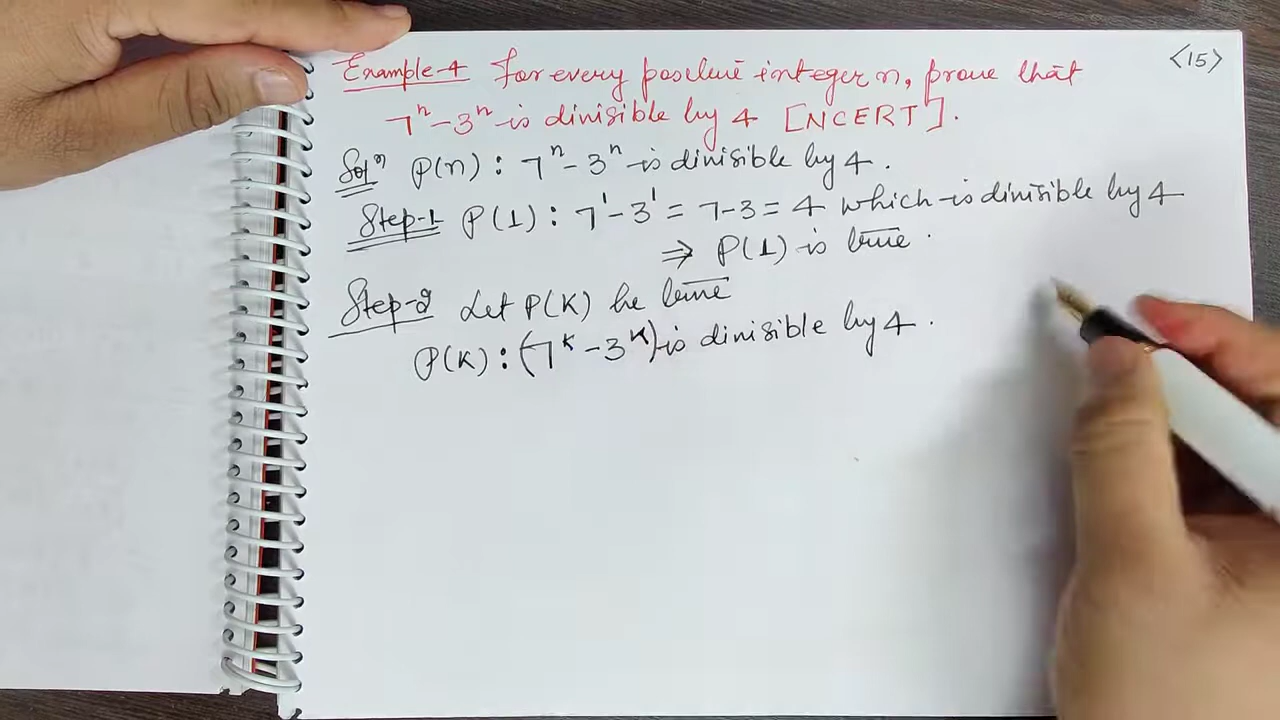 <15>
Example-4 For every positive integer n, prove that
7ⁿ-3ⁿ is divisible by 4 [NCERT].
Solⁿ P(n) : 7ⁿ-3ⁿ is divisible by 4.
Step-1 P(1) : 7¹-3¹ = 7-3 = 4 which is divisible by 4
⇒ P(1) is true.
Step-2 Let P(K) be true
P(K) : (7ᴷ-3ᴷ) is divisible by 4.